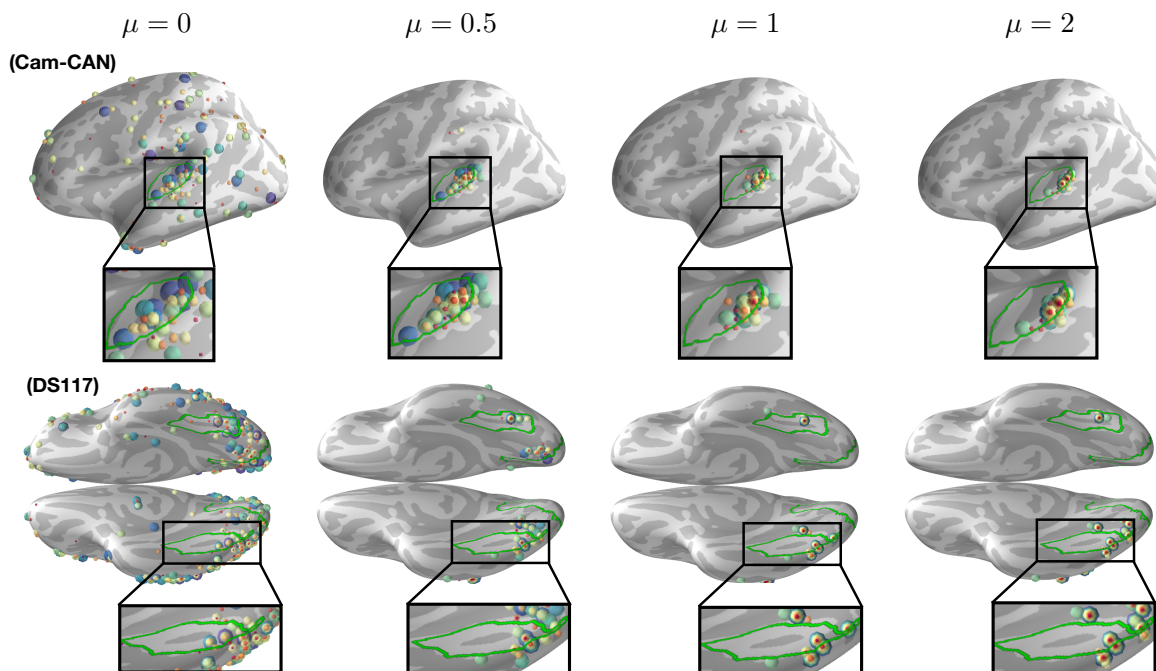 μ = 0 μ = 0.5 μ = 1 μ = 2
(Cam-CAN)
(DS117)